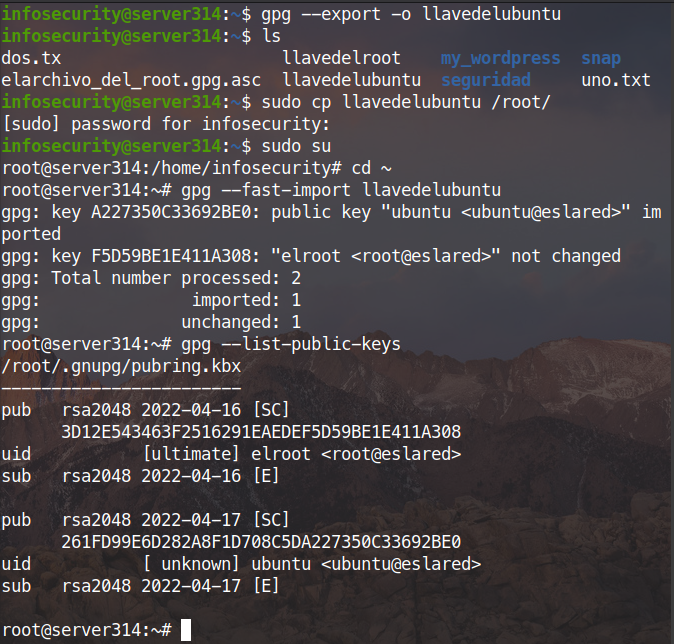 infosecurity@server314:~$ gpg --export -o llavedelubuntu
infosecurity@server314:~$ ls
dos.tx                      llavedelroot    my_wordpress  snap
elarchivo_del_root.gpg.asc  llavedelubuntu  seguridad     uno.txt
infosecurity@server314:~$ sudo cp llavedelubuntu /root/
[sudo] password for infosecurity:
infosecurity@server314:~$ sudo su
root@server314:/home/infosecurity# cd ~
root@server314:~# gpg --fast-import llavedelubuntu
gpg: key A227350C33692BE0: public key "ubuntu <ubuntu@eslared>" im
ported
gpg: key F5D59BE1E411A308: "elroot <root@eslared>" not changed
gpg: Total number processed: 2
gpg:               imported: 1
gpg:              unchanged: 1
root@server314:~# gpg --list-public-keys
/root/.gnupg/pubring.kbx
------------------------
pub   rsa2048 2022-04-16 [SC]
      3D12E543463F2516291EAEDEF5D59BE1E411A308
uid           [ultimate] elroot <root@eslared>
sub   rsa2048 2022-04-16 [E]

pub   rsa2048 2022-04-17 [SC]
      261FD99E6D282A8F1D708C5DA227350C33692BE0
uid           [ unknown] ubuntu <ubuntu@eslared>
sub   rsa2048 2022-04-17 [E]

root@server314:~#